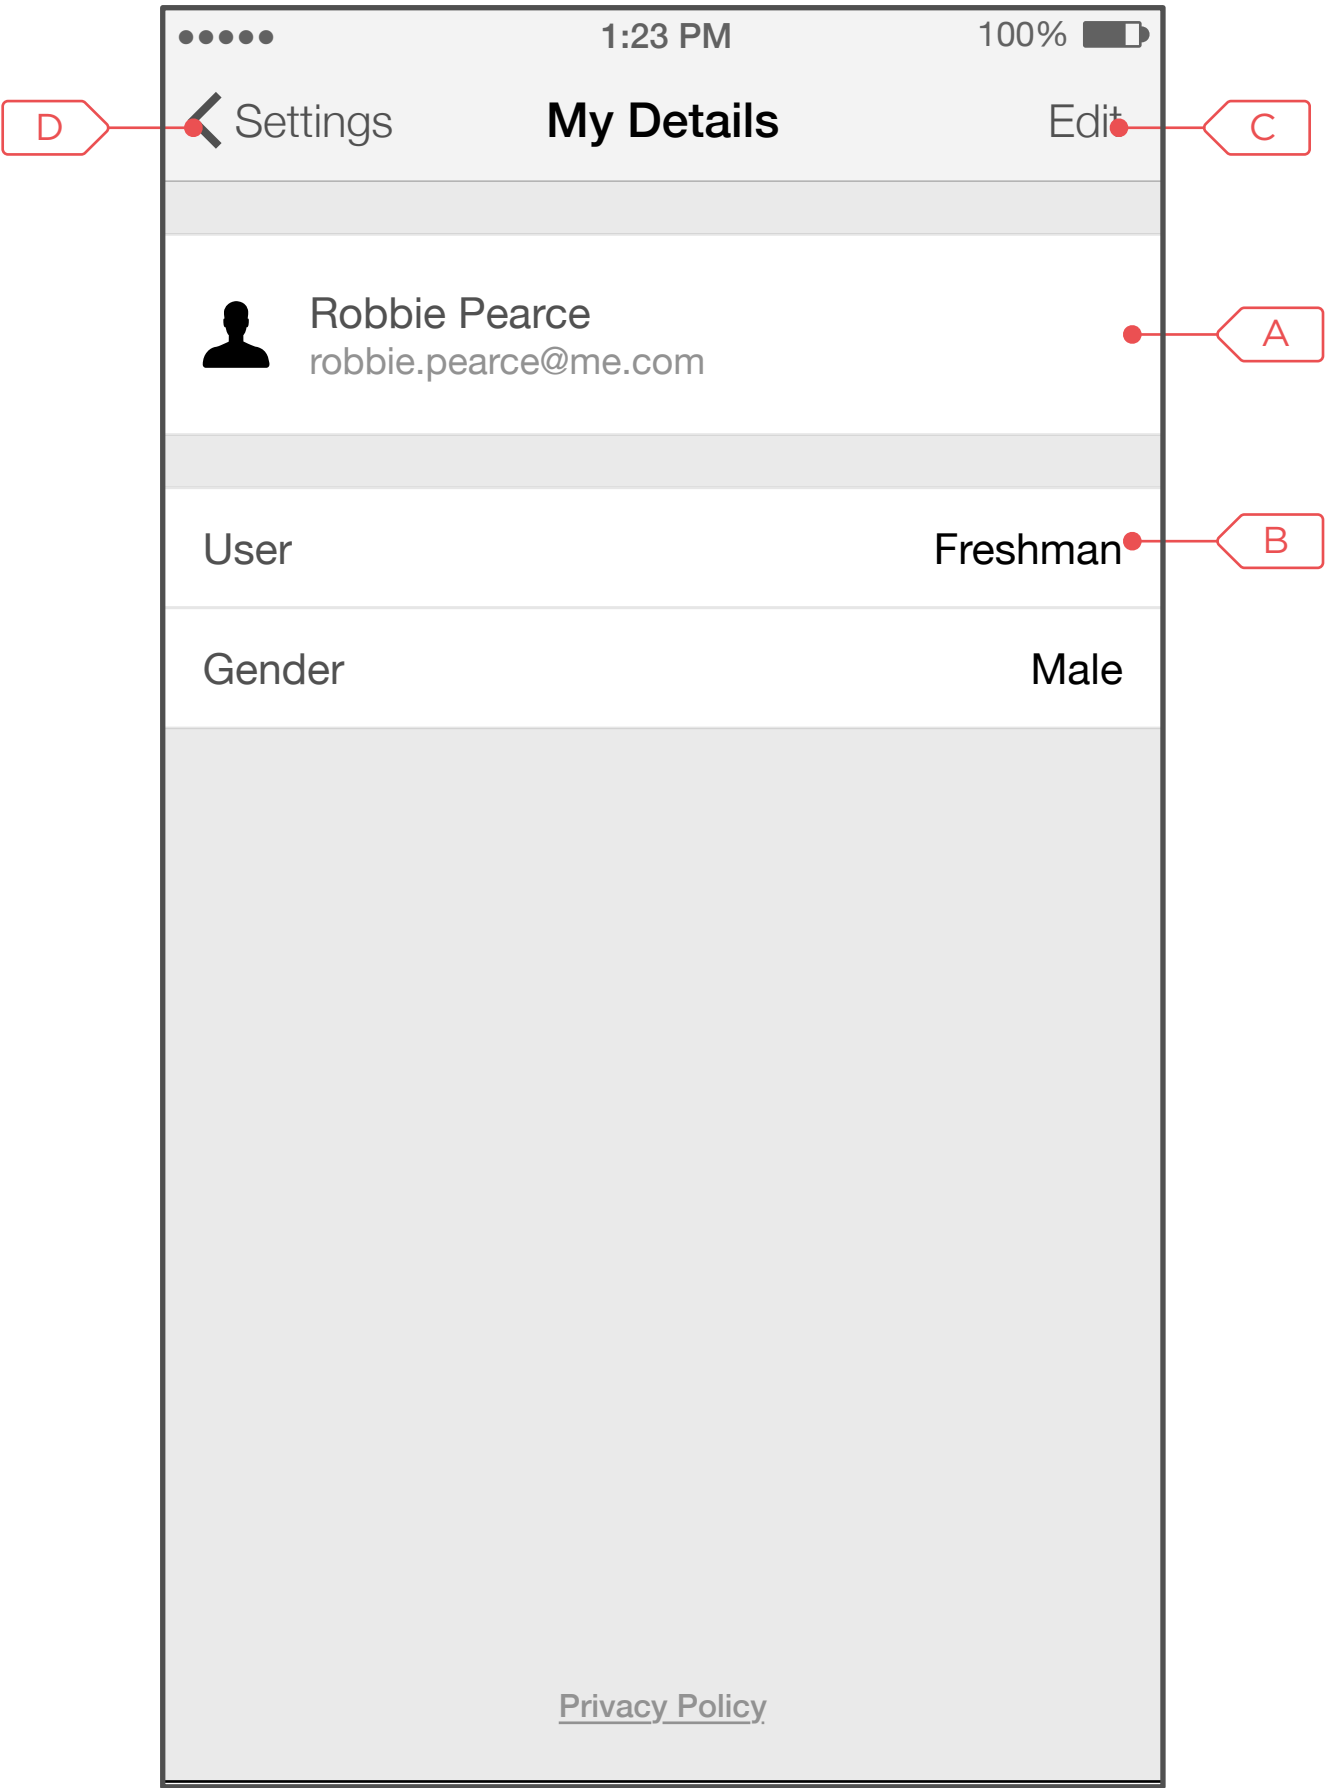 1:23 PM 100%
D Settings My Details Edit C
Robbie Pearce
robbie.pearce@me.com
A
User Freshman B
Gender Male
Privacy Policy